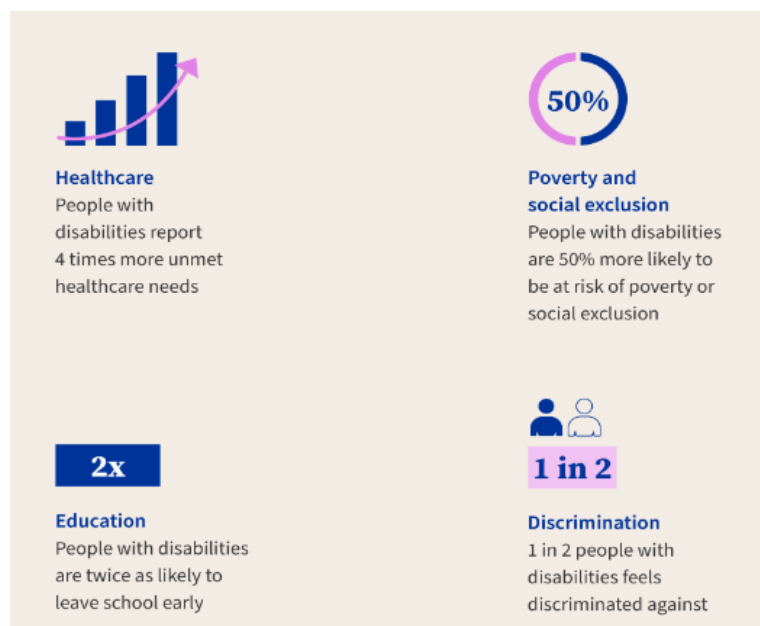 Healthcare
People with
disabilities report
4 times more unmet
healthcare needs
50%
Poverty and
social exclusion
People with disabilities
are 50% more likely to
be at risk of poverty or
social exclusion
2x
Education
People with disabilities
are twice as likely to
leave school early
1 in 2
Discrimination
1 in 2 people with
disabilities feels
discriminated against